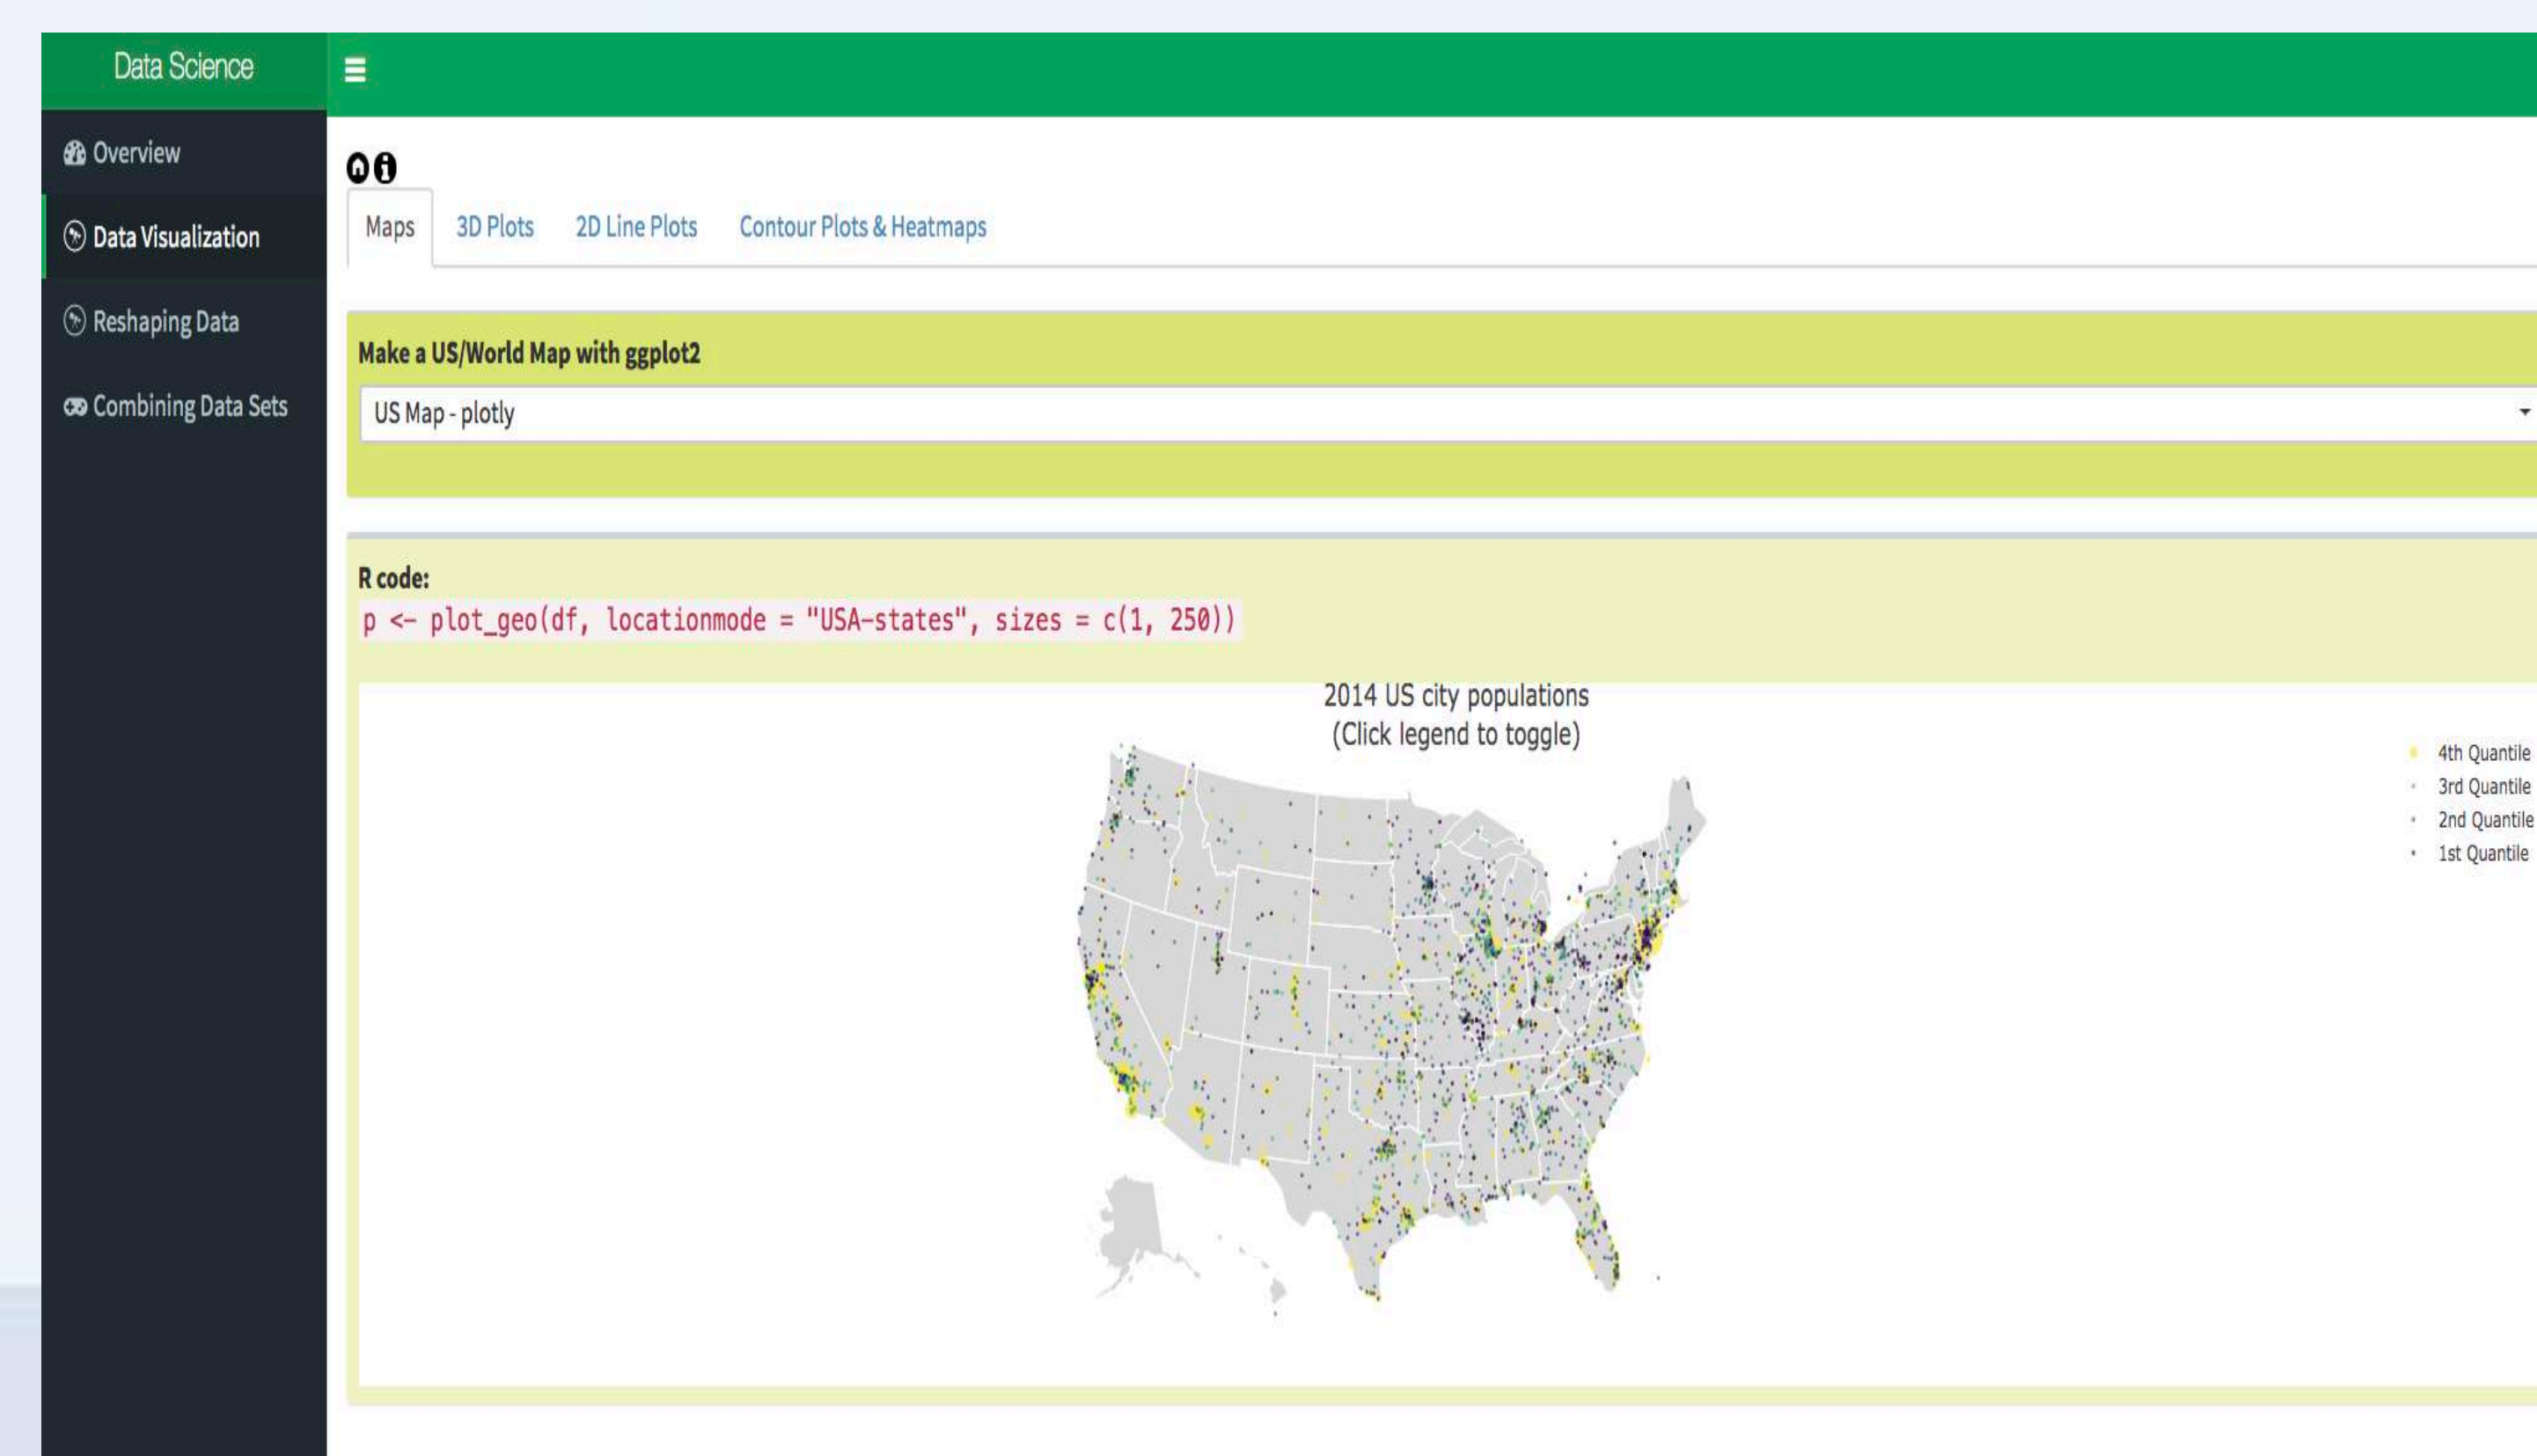 Data Science
Overview
Data Visualization
Reshaping Data
Combining Data Sets
Maps 3D Plots 2D Line Plots Contour Plots & Heatmaps
Make a US/World Map with ggplot2
US Map - plotly
R code:
p <- plot_geo(df, locationmode = "USA-states", sizes = c(1, 250))
2014 US city populations
(Click legend to toggle)
4th Quantile
3rd Quantile
2nd Quantile
1st Quantile